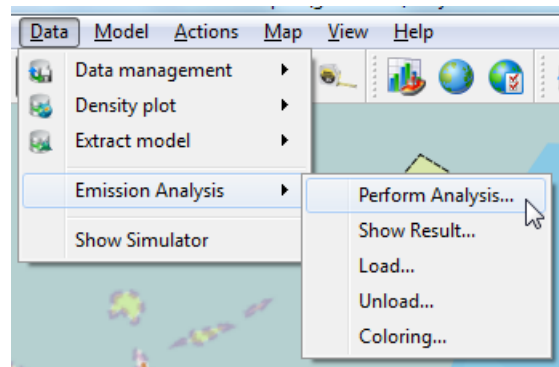 Data Model Actions Map View Help
Data management
Density plot
Extract model
Emission Analysis
Show Simulator
Perform Analysis...
Show Result...
Load...
Unload...
Coloring...